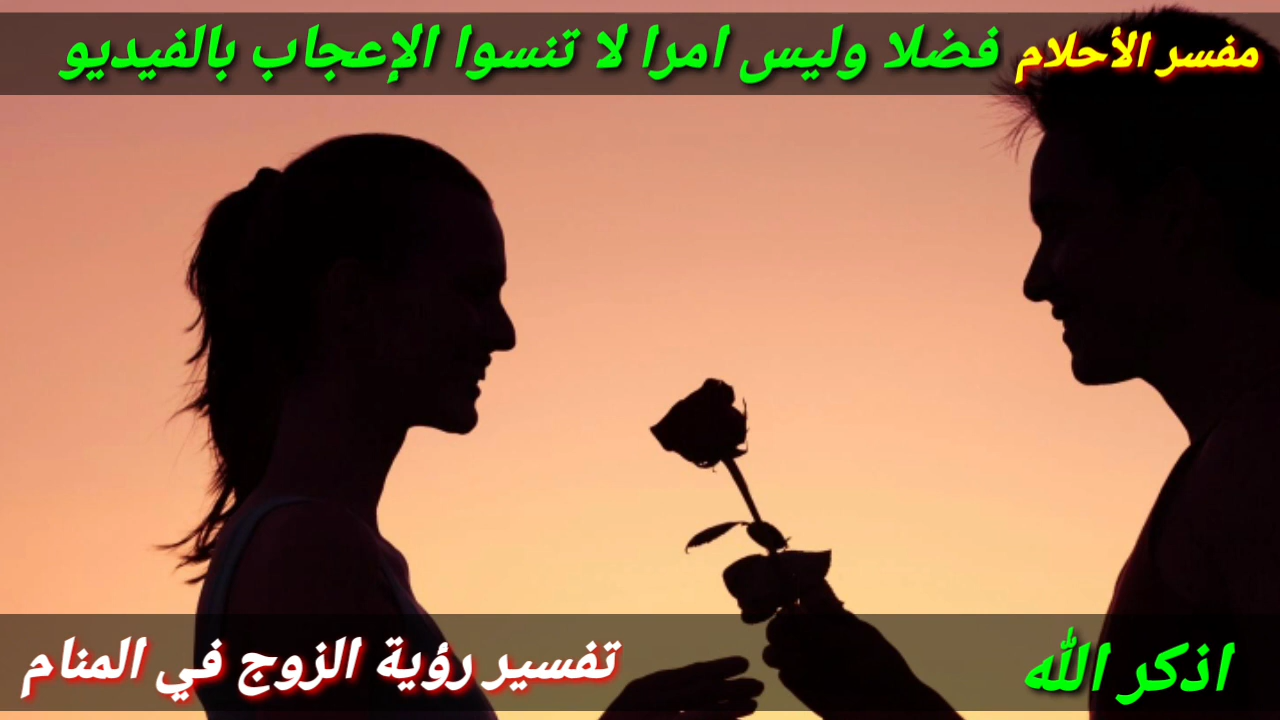 مفسر الأحلام فضلا وليس امرا لا تنسوا الإعجاب بالفيديو
اذكر الله
تفسير رؤية الزوج في المنام